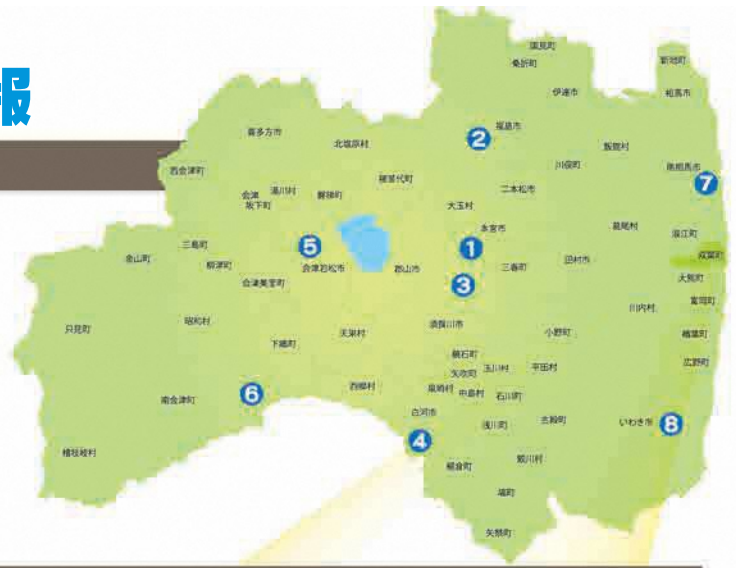 報
国見町
桑折町
新地町
伊達市
相馬市
②
福島市
喜多方市
北塩原村
飯舘村
川俣町
南相馬市
⑦
西会津町
猪苗代町
二本松市
会津
坂下町
湯川村
磐梯町
大玉村
本宮市
葛尾村
浪江町
①
⑤
三島町
金山町
柳津町
会津若松市
郡山市
三春町
田村市
双葉町
大熊町
会津美里町
③
富岡町
川内村
只見町
昭和村
天栄村
須賀川市
小野町
楢葉町
下郷町
鏡石町
矢吹町
玉川村
平田村
広野町
⑥
南会津町
西郷村
泉崎村
中島村
石川町
白河市
④
浅川町
古殿町
いわき市
⑧
檜枝岐村
棚倉町
鮫川村
塙町
矢祭町